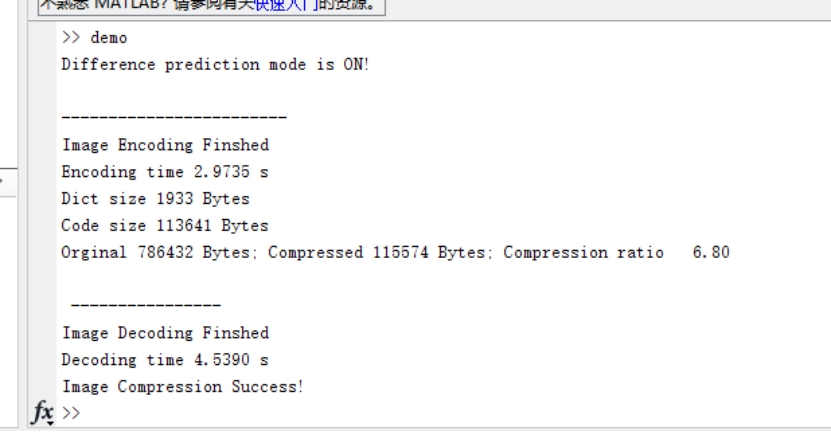 不熟悉 MATLAB? 请参阅有关快速入门的资源。
>> demo
Difference prediction mode is ON!
------------------------
Image Encoding Finshed
Encoding time 2.9735 s
Dict size 1933 Bytes
Code size 113641 Bytes
Orginal 786432 Bytes; Compressed 115574 Bytes; Compression ratio 6.80
----------------
Image Decoding Finshed
Decoding time 4.5390 s
Image Compression Success!
fx >>